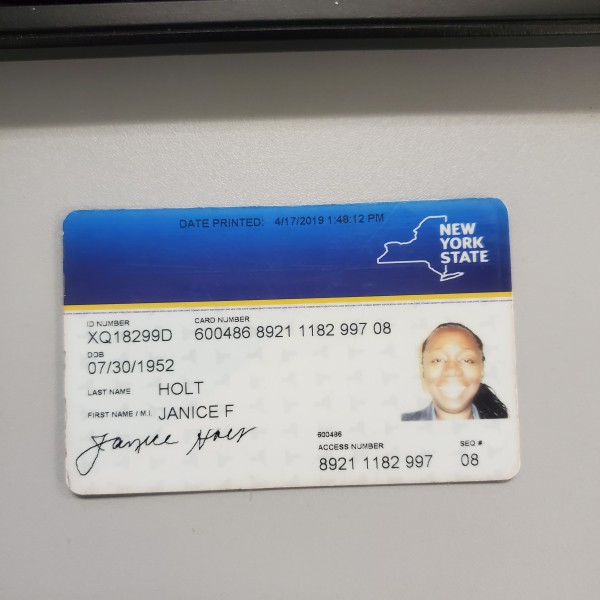 DATE PRINTED: 4/17/2019 1:48:12 PM
NEW
YORK
STATE
ID NUMBER
XQ18299D
CARD NUMBER
600486 8921 1182 997 08
DOB
07/30/1952
LAST NAME HOLT
FIRST NAME / M.I. JANICE F
Janice Holt
600486
ACCESS NUMBER
8921 1182 997
SEQ #
08